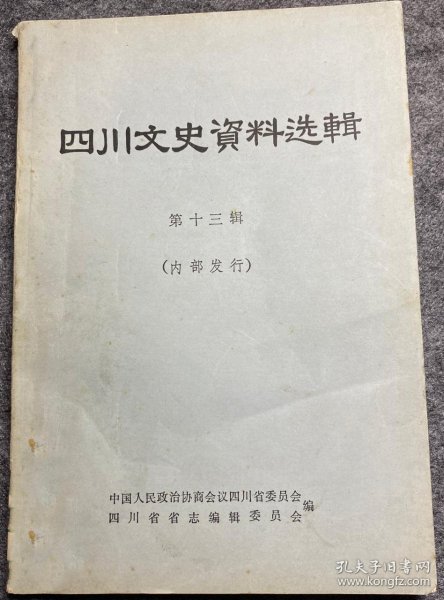 四川文史資料选輯
第十三辑
(内部发行)
中国人民政治协商会议四川省委员会
四川省省志编辑委员会
编
孔夫子旧书网
www.kongfz.com